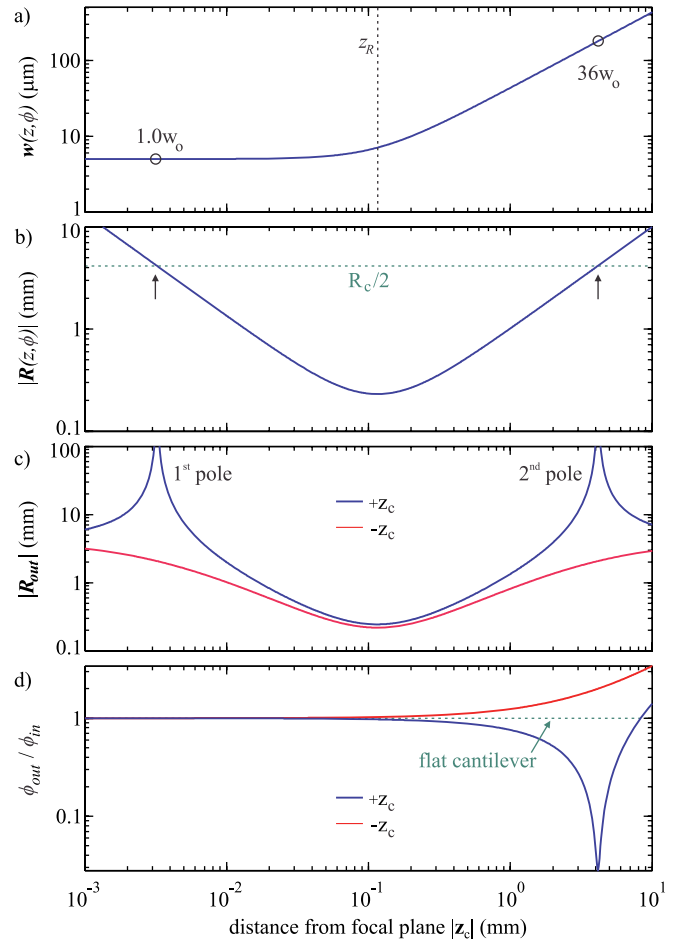 a)
w(z,ϕ) (μm)
100
10
1
z_R
1.0w_o
36w_o
b)
|R(z,ϕ)| (mm)
10
1
0.1
R_c/2
c)
|R_out| (mm)
100
10
1
0.1
1st pole
2nd pole
+z_c
-z_c
d)
ϕ_out / ϕ_in
1
0.1
flat cantilever
+z_c
-z_c
10^-3
10^-2
10^-1
10^0
10^1
distance from focal plane |z_c| (mm)